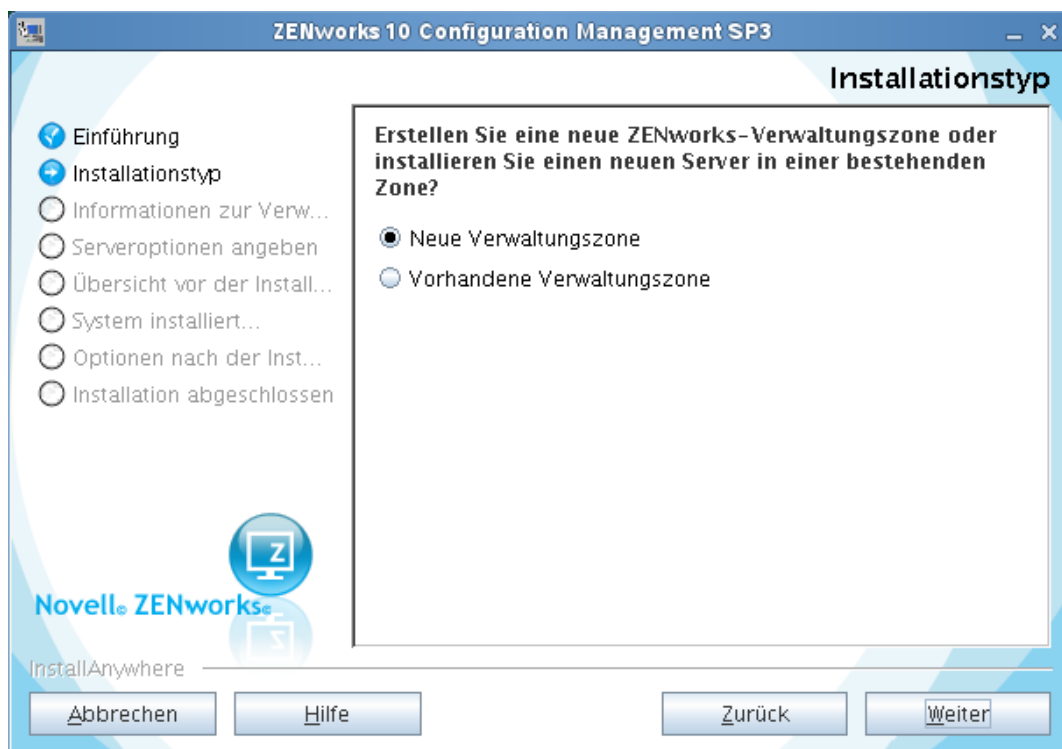 ZENworks 10 Configuration Management SP3
Installationstyp
Einführung
Installationstyp
Informationen zur Verw...
Serveroptionen angeben
Übersicht vor der Install...
System installiert...
Optionen nach der Inst...
Installation abgeschlossen
Erstellen Sie eine neue ZENworks-Verwaltungszone oder
installieren Sie einen neuen Server in einer bestehenden
Zone?
Neue Verwaltungszone
Vorhandene Verwaltungszone
Z
Novell® ZENworks®
InstallAnywhere
Abbrechen
Hilfe
Zurück
Weiter